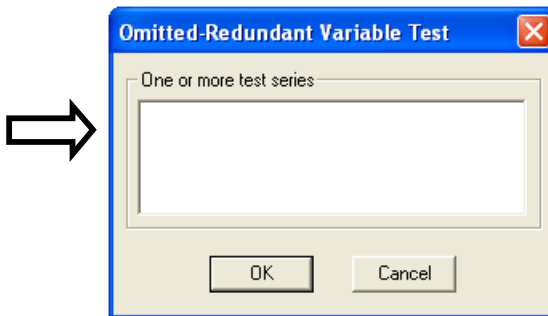 Omitted-Redundant Variable Test
One or more test series
OK
Cancel